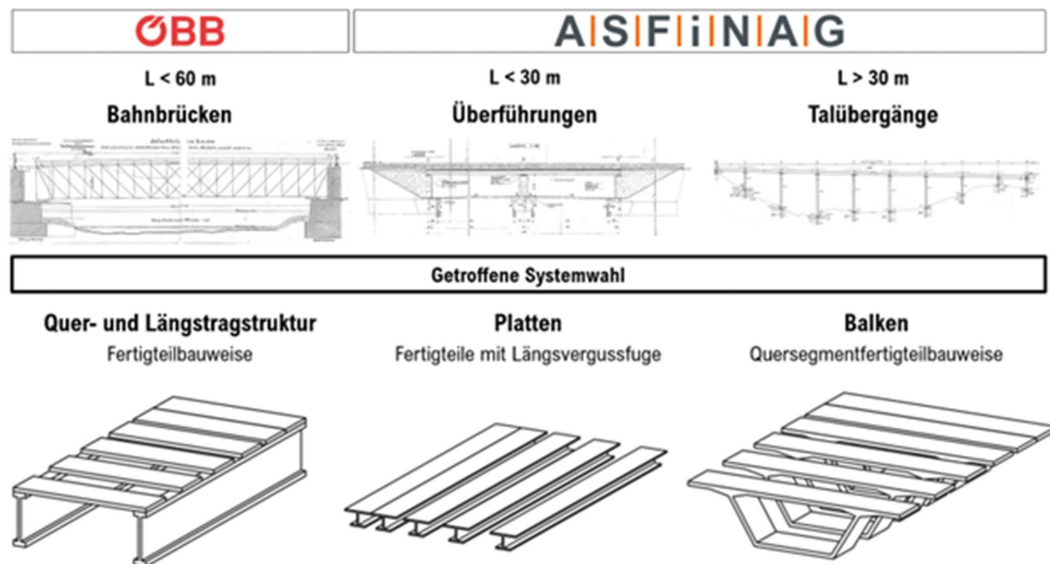 ÖBB
A|S|F|i|N|A|G
L < 60 m
L < 30 m
L > 30 m
Bahnbrücken
Überführungen
Talübergänge
Getroffene Systemwahl
Quer- und Längstragstruktur
Platten
Balken
Fertigteilbauweise
Fertigteile mit Längsvergussfuge
Quersegmentfertigteilbauweise